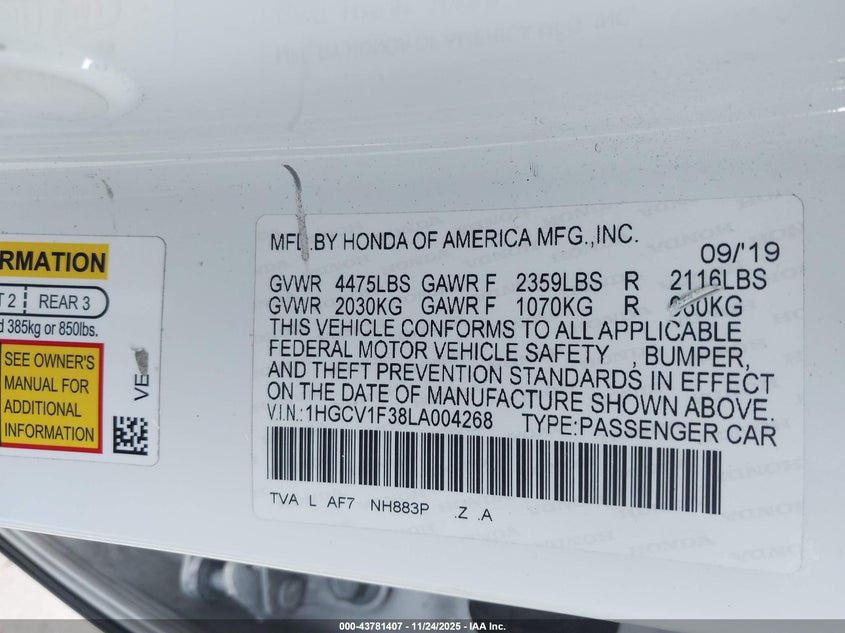 RMATION
T 2 REAR 3
d 385kg or 850lbs.
SEE OWNER'S
MANUAL FOR
ADDITIONAL
INFORMATION
VE
MFD. BY HONDA OF AMERICA MFG.,INC.
09/'19
GVWR 4475LBS GAWR F 2359LBS R 2116LBS
GVWR 2030KG GAWR F 1070KG R 960KG
THIS VEHICLE CONFORMS TO ALL APPLICABLE
FEDERAL MOTOR VEHICLE SAFETY , BUMPER,
AND THEFT PREVENTION STANDARDS IN EFFECT
ON THE DATE OF MANUFACTURE SHOWN ABOVE.
V.I.N.:1HGCV1F38LA004268 TYPE:PASSENGER CAR
TVA L AF7 NH883P .Z .A
000-43781407 - 11/24/2025 - IAA Inc.